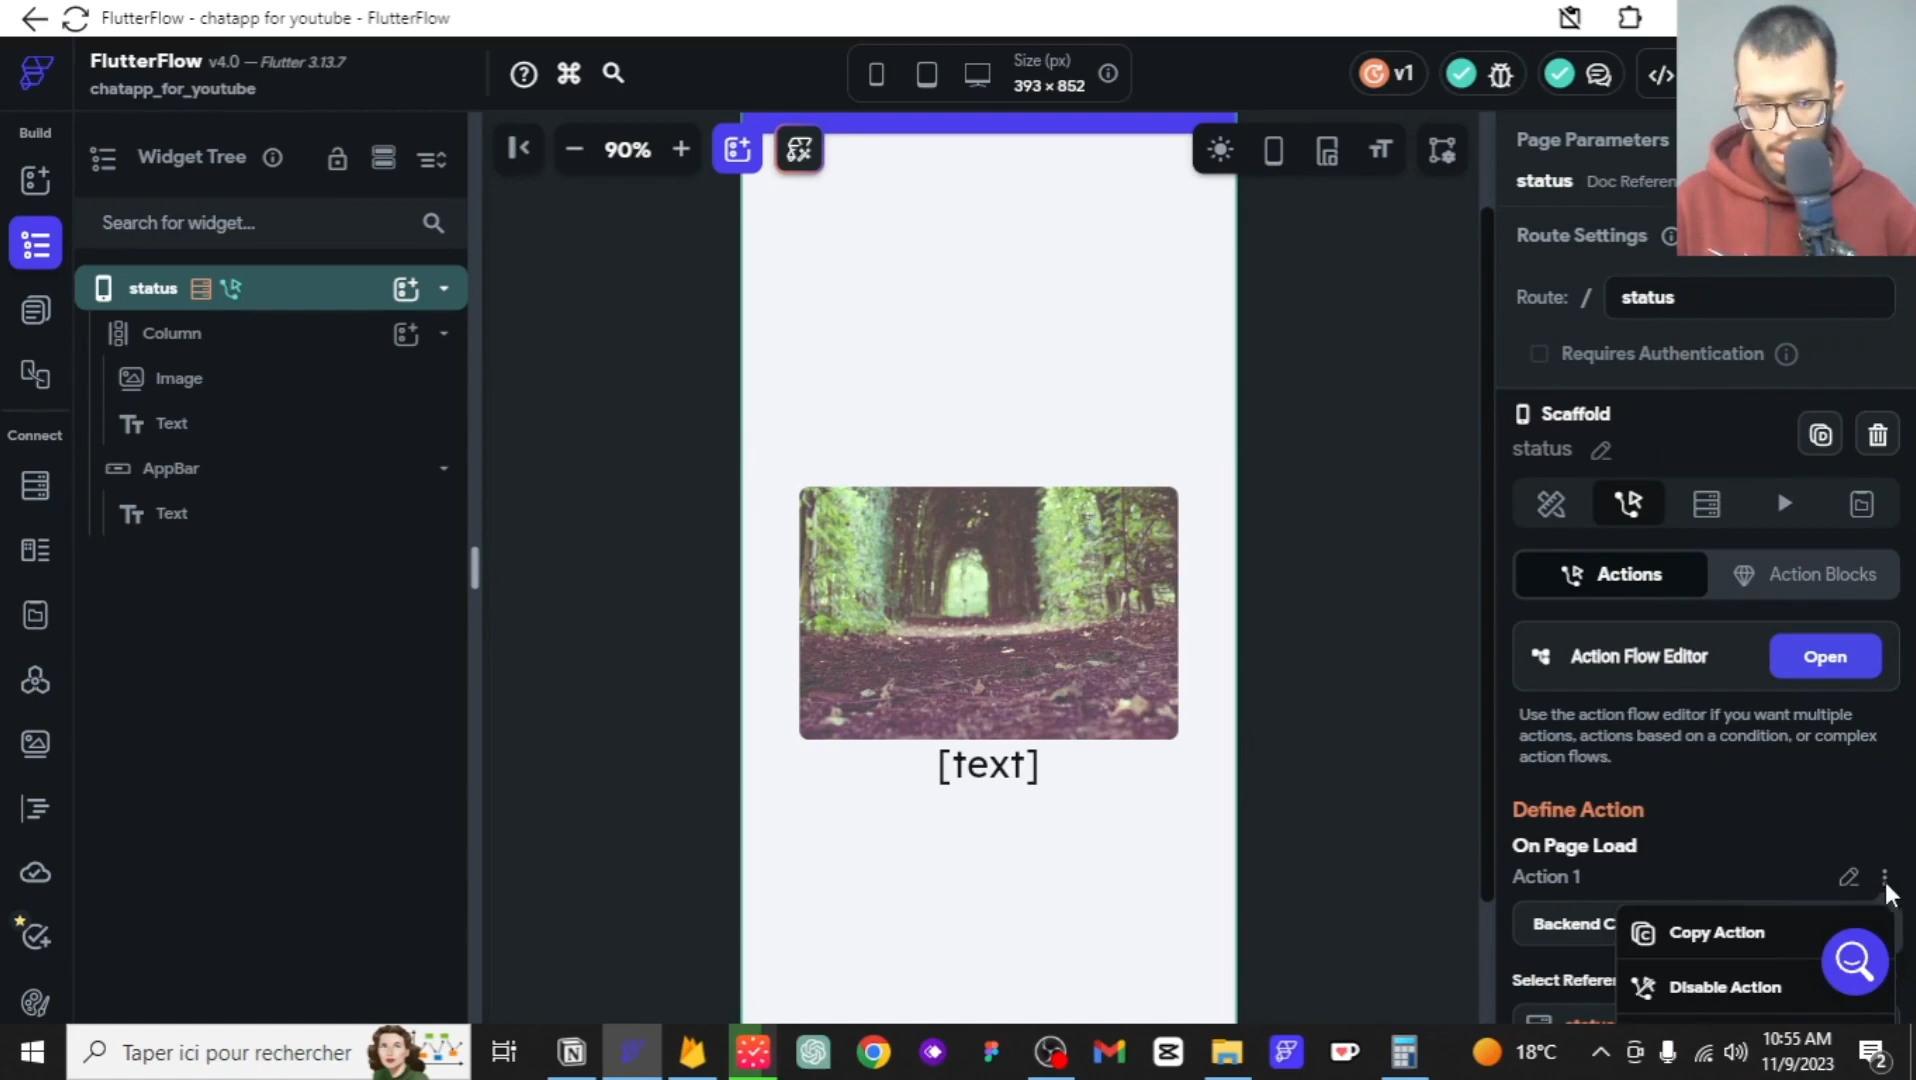 FlutterFlow - chatapp for youtube - FlutterFlow
FlutterFlow v4.0 — Flutter 3.13.7
chatapp_for_youtube
Size (px)
393 × 852
v1
Build
Widget Tree
90%
Page Parameters
Search for widget...
status Doc Referen
Route Settings
status
Route: / status
Column
Requires Authentication
Image
Scaffold
Text
status
Connect
AppBar
Text
Actions
Action Blocks
Action Flow Editor
Open
Use the action flow editor if you want multiple
actions, actions based on a condition, or complex
action flows.
[text]
Define Action
On Page Load
Action 1
Backend C
Copy Action
Select Refere
Disable Action
Taper ici pour rechercher
18°C
10:55 AM
11/9/2023
2